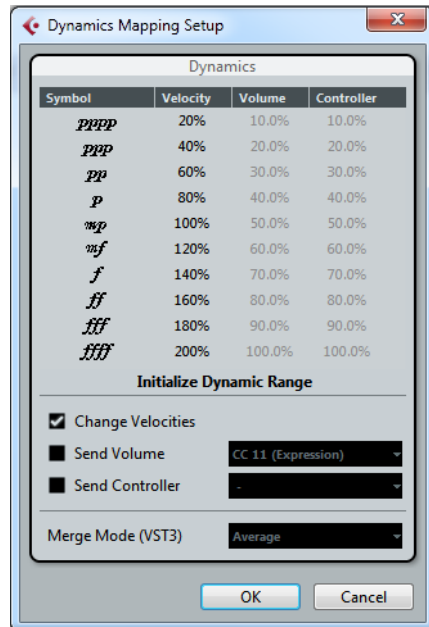 Dynamics Mapping Setup
Dynamics
Symbol Velocity Volume Controller
pppp 20% 10.0% 10.0%
ppp 40% 20.0% 20.0%
pp 60% 30.0% 30.0%
p 80% 40.0% 40.0%
mp 100% 50.0% 50.0%
mf 120% 60.0% 60.0%
f 140% 70.0% 70.0%
ff 160% 80.0% 80.0%
fff 180% 90.0% 90.0%
ffff 200% 100.0% 100.0%
Initialize Dynamic Range
Change Velocities
Send Volume CC 11 (Expression)
Send Controller -
Merge Mode (VST3) Average
OK Cancel